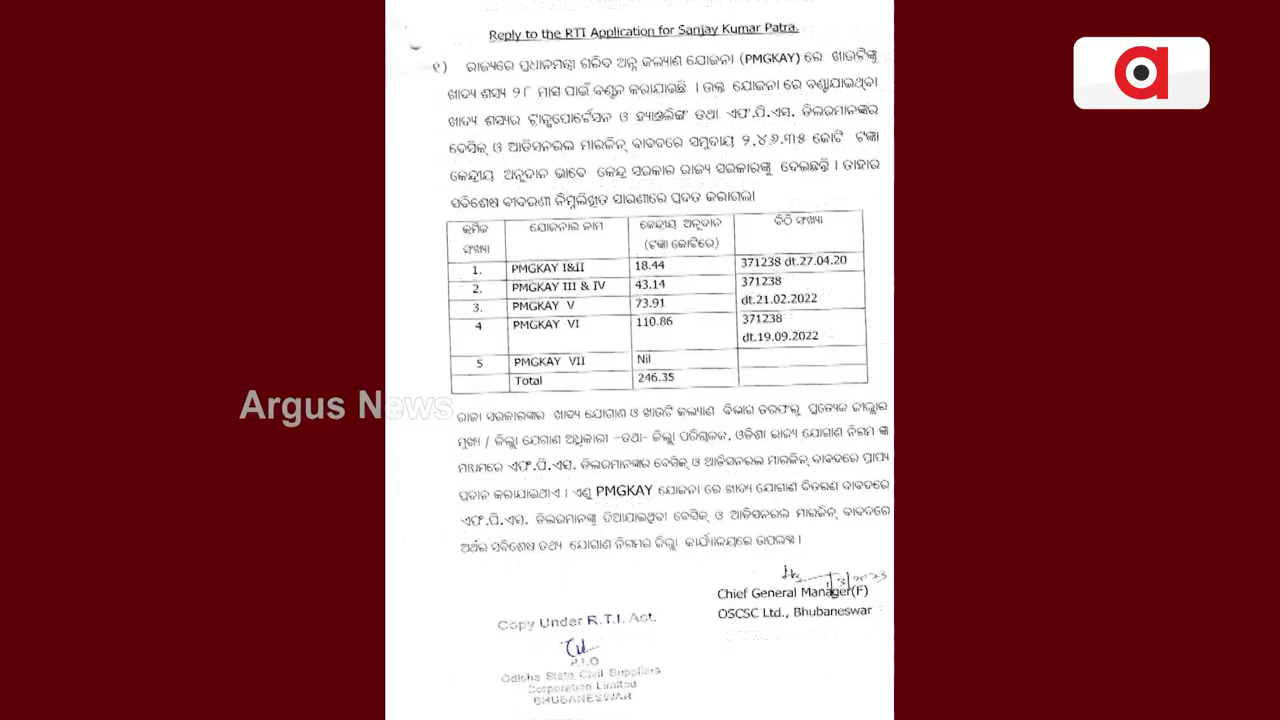 Reply to the RTI Application for Sanjay Kumar Patra.
୧) ରାଜ୍ୟରେ ପ୍ରଧାନମନ୍ତ୍ରୀ ଗରିବ ଅନ୍ନ କଲ୍ୟାଣ ଯୋଜନା (PMGKAY) ରେ ଖାଉଟିଙ୍କୁ
ଖାଦ୍ୟ ଶସ୍ୟ ୨୮ ମାସ ପାଇଁ ବଣ୍ଟନ କରାଯାଇଛି । ଉକ୍ତ ଯୋଜନା ରେ ବଣ୍ଟାଯାଇଥିବା
ଖାଦ୍ୟ ଶସ୍ୟର ଟ୍ରାନ୍ସପୋର୍ଟେସନ ଓ ହ୍ୟାଣ୍ଡଲିଙ୍ଗ ତଥା ଏଫ.ପି.ଏସ. ଡିଲରମାନଙ୍କର
ବେସିକ୍ ଓ ଆଡିସନରଲ ମାରଜିନ୍ ବାବଦରେ ସମୁଦାୟ ୨,୪୬.୩୫ କୋଟି ଟଙ୍କା
କେନ୍ଦ୍ରୀୟ ଅନୁଦାନ ଭାବେ କେନ୍ଦ୍ର ସରକାର ରାଜ୍ୟ ସରକାରଙ୍କୁ ଦେଇଛନ୍ତି । ତାହାର
ସବିଶେଷ ବୀବରଣୀ ନିମ୍ନଲିଖିତ ସାରଣୀରେ ପ୍ରଦତ କରାଗଲା
କ୍ରମିକ ସଂଖ୍ୟା ଯୋଜନାର ନାମ କେନ୍ଦ୍ରୀୟ ଅନୁଦାନ (ଟଙ୍କା କୋଟିରେ) ଚିଠି ସଂଖ୍ୟା
1. PMGKAY I&II 18.44 371238 dt.27.04.20
2. PMGKAY III & IV 43.14 371238
3. PMGKAY V 73.91 dt.21.02.2022
4 PMGKAY VI 110.86 371238
dt.19.09.2022
5 PMGKAY VII Nil
Total 246.35
Argus News
ରାଜ୍ୟ ସରକାରଙ୍କର ଖାଦ୍ୟ ଯୋଗାଣ ଓ ଖାଉଟି କଲ୍ୟାଣ ବିଭାଗ ତରଫରୁ ପ୍ରତ୍ୟେକ ଜୀଲ୍ଲାର
ମୁଖ୍ୟ / ଜିଲ୍ଲା ଯେଗାଣ ଅଧିକାରୀ -ତଥା- ଜିଲ୍ଲା ପରିଚାଳକ, ଓଡିଶା ରାଜ୍ୟ ଯୋଗାଣ ନିଗମ ଙ୍କ
ମାଧ୍ୟମରେ ଏଫ.ପି.ଏସ. ଡିଲରମାନଙ୍କର ବେସିକ୍ ଓ ଆଡିସନରଲ ମାରଜିନ୍ ବାବଦରେ ପ୍ରାପ୍ୟ
ପ୍ରଦାନ କରାଯାଇଥାଏ । ଏଣୁ PMGKAY ଯୋଜନା ରେ ଖାଦ୍ୟ ଯୋଗାଣ ବିତରଣ ବାବଦରେ
ଏଫ.ପି.ଏସ. ଡିଲରମାନଙ୍କୁ ଦିଆଯାଇଥିବା ବେସିକ୍ ଓ ଆଡିସନରଲ ମାରଜିନ୍ ବାବଦରେ
ଅର୍ଥର ସବିଶେଷ ତଥ୍ୟ ଯୋଗାଣ ନିଗମର ଜିଲ୍ଲା କାର୍ଯ୍ୟାଳୟରେ ଉପଲବ୍ଧ ।
Chief General Manager(F)
OSCSC Ltd., Bhubaneswar
Copy Under R.T.I. Act.
P.I.O
Odisha State Civil Suppliers
Corporation Limited
BHUBANESWAR